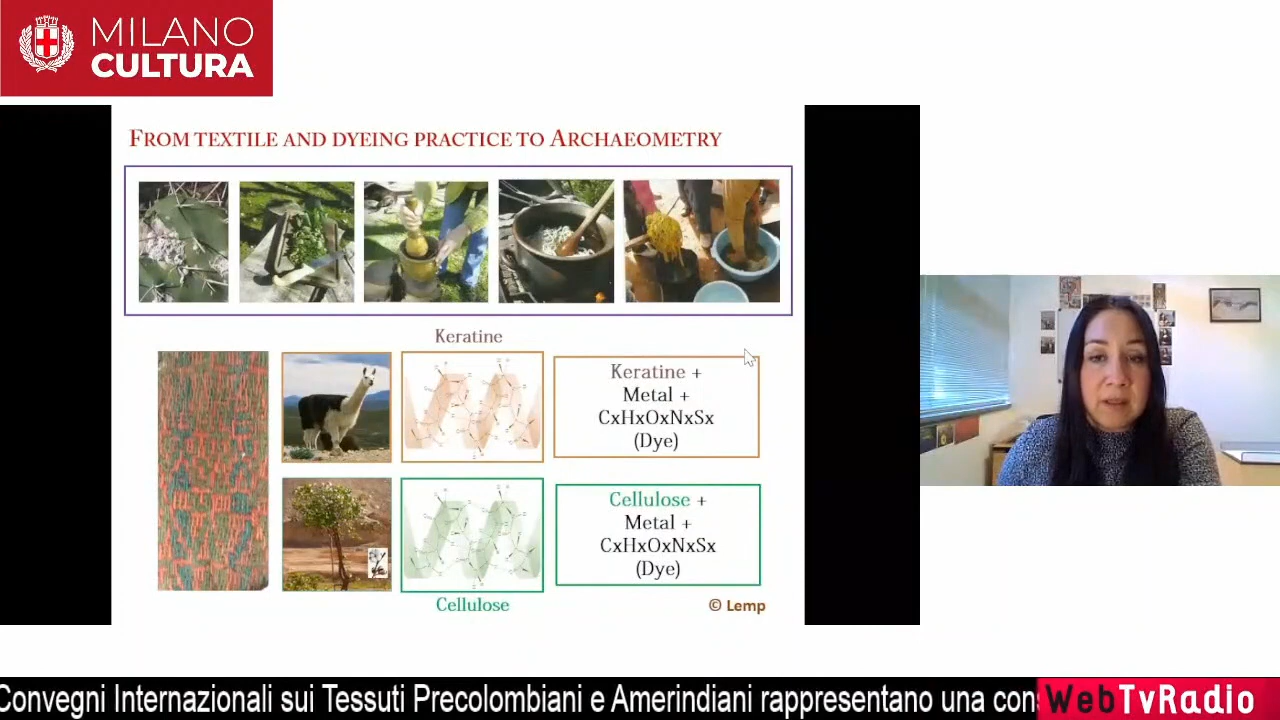 MILANO
CULTURA
FROM TEXTILE AND DYEING PRACTICE TO ARCHAEOMETRY
Keratine
Keratine +
Metal +
CxHxOxNxSx
(Dye)
Cellulose +
Metal +
CxHxOxNxSx
(Dye)
Cellulose
© Lemp
Convegni Internazionali sui Tessuti Precolombiani e Amerindiani rappresentano una con
WebTvRadio